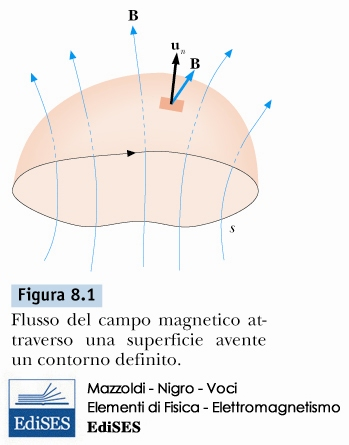 B
uₙ
B
s
Figura 8.1
Flusso del campo magnetico at-
traverso una superficie avente
un contorno definito.
EdiSES
Mazzoldi - Nigro - Voci
Elementi di Fisica - Elettromagnetismo
EdiSES